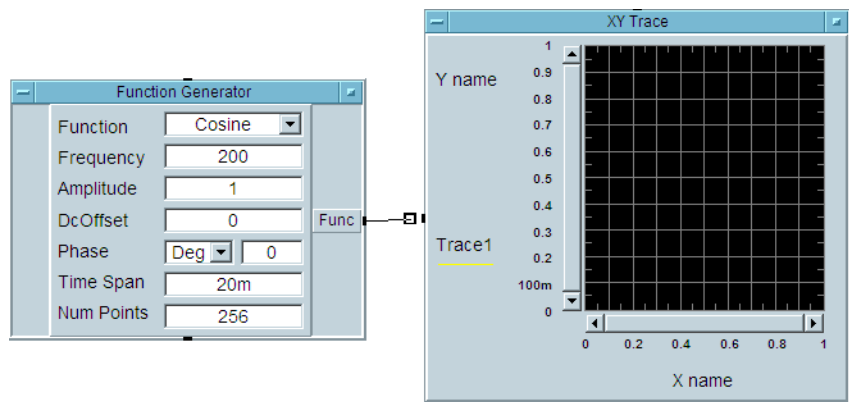 Function Generator
Function Cosine
Frequency 200
Amplitude 1
DcOffset 0
Phase Deg 0
Time Span 20m
Num Points 256
Func
XY Trace
Y name
Trace1
1
0.9
0.8
0.7
0.6
0.5
0.4
0.3
0.2
100m
0
0 0.2 0.4 0.6 0.8 1
X name